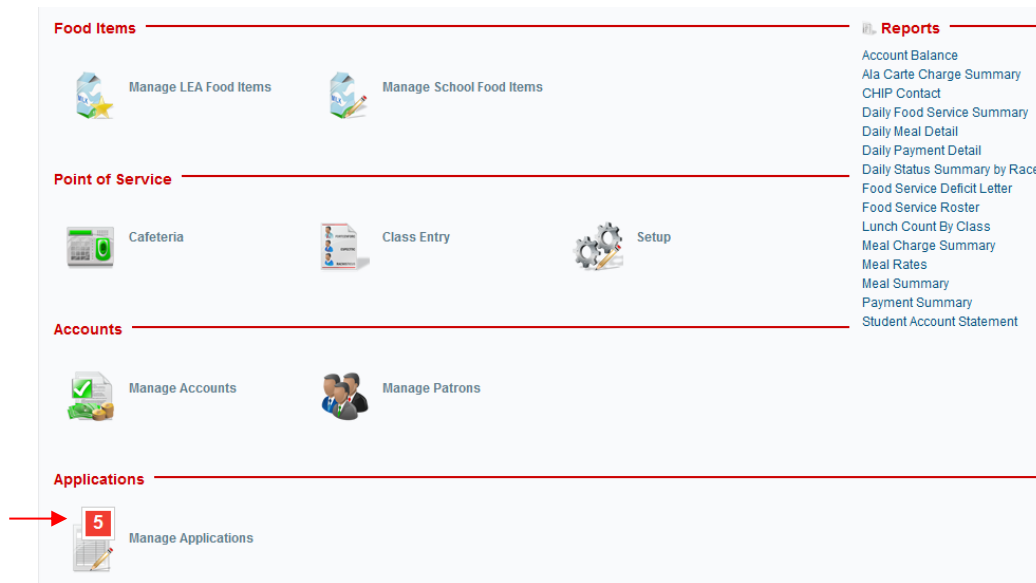 Food Items
Manage LEA Food Items
Manage School Food Items
Point of Service
Cafeteria
Class Entry
Setup
Accounts
Manage Accounts
Manage Patrons
Applications
5
Manage Applications
Reports
Account Balance
Ala Carte Charge Summary
CHIP Contact
Daily Food Service Summary
Daily Meal Detail
Daily Payment Detail
Daily Status Summary by Race
Food Service Deficit Letter
Food Service Roster
Lunch Count By Class
Meal Charge Summary
Meal Rates
Meal Summary
Payment Summary
Student Account Statement